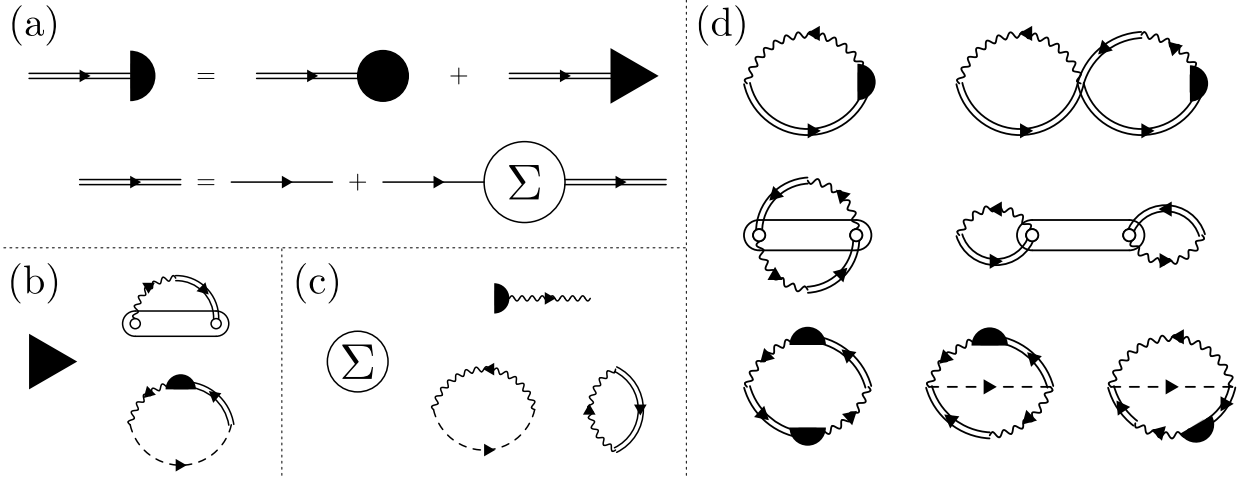 (a)
= +
= + Σ
(b)
(c)
Σ
(d)